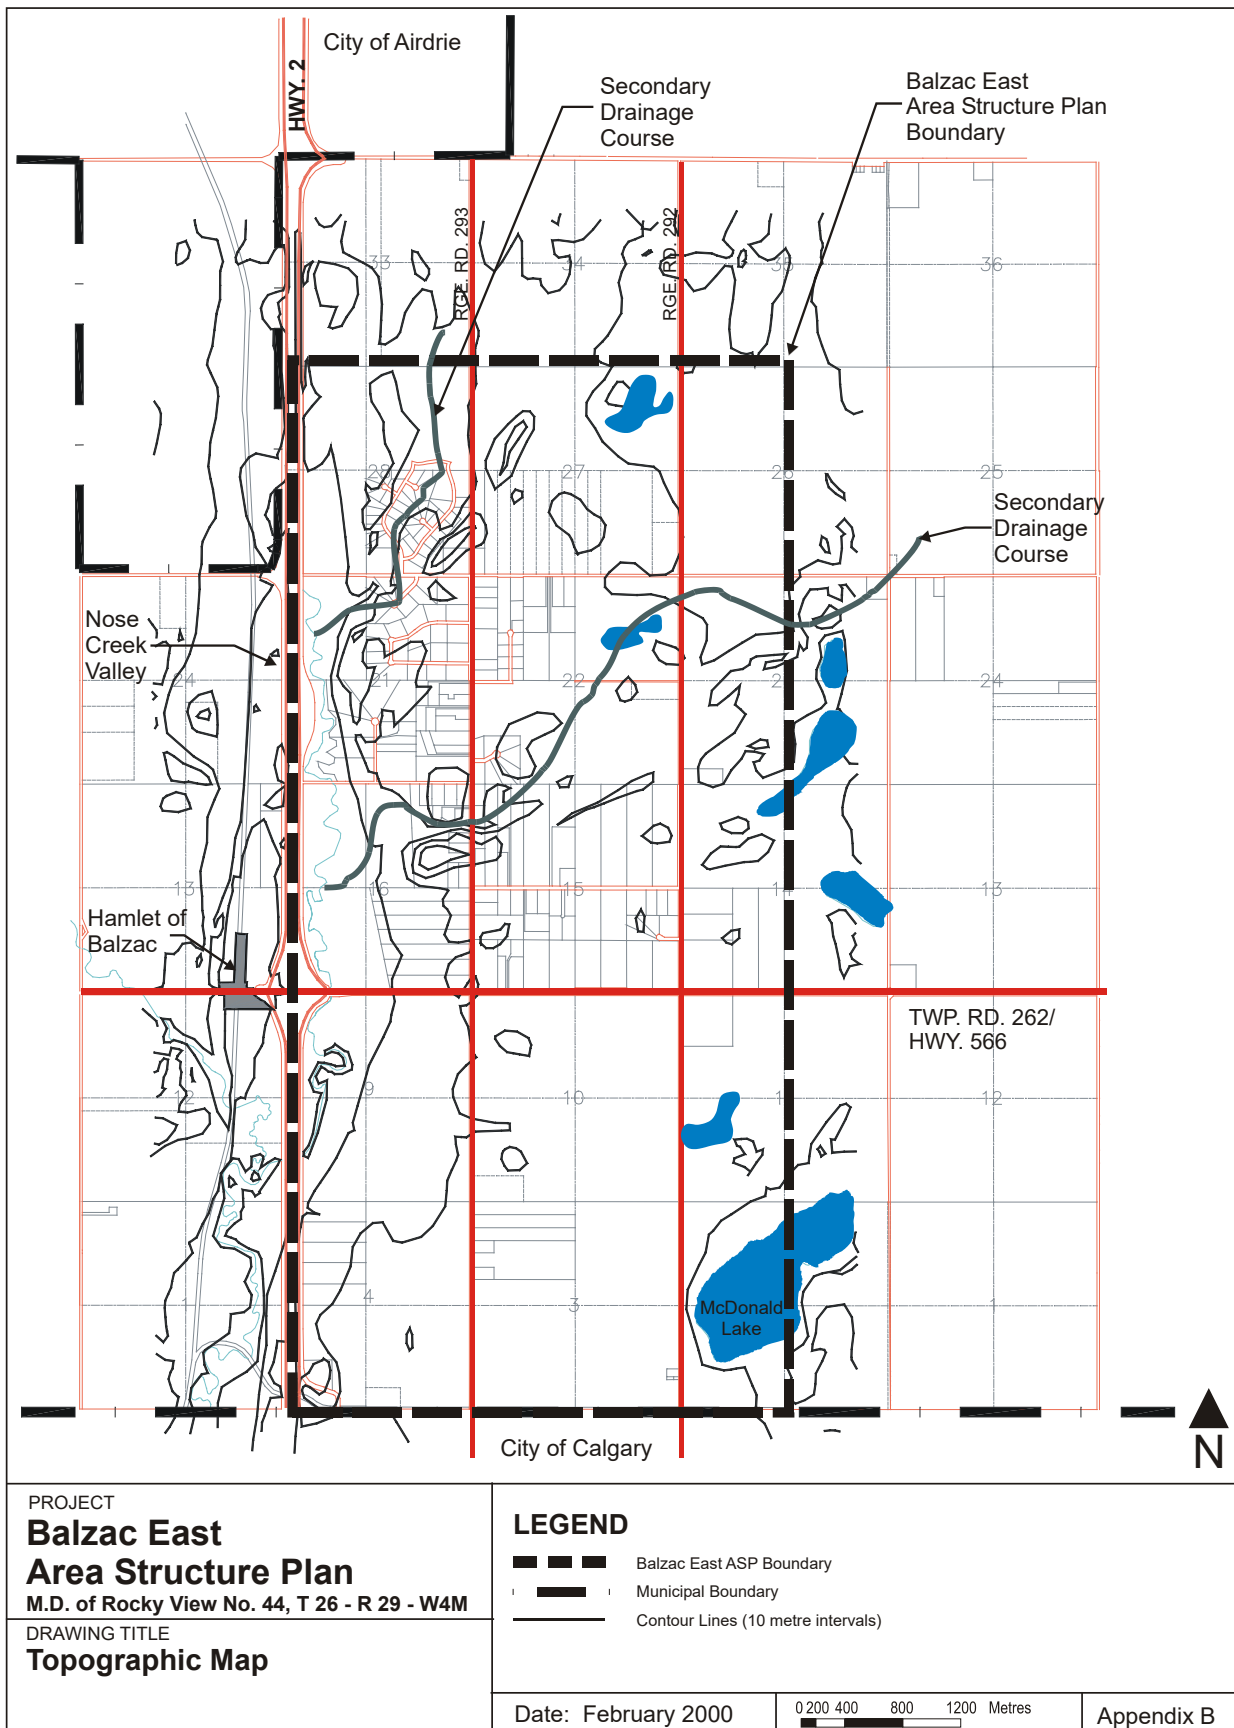 City of Airdrie
HWY. 2
Secondary
Drainage
Course
Balzac East
Area Structure Plan
Boundary
RGE. RD. 293
RGE. RD. 292
33
34
35
36
28
27
26
25
Secondary
Drainage
Course
Nose
Creek
Valley
24
21
22
23
24
13
16
15
14
13
Hamlet of
Balzac
TWP. RD. 262/
HWY. 566
12
9
10
11
12
1
4
3
1
McDonald
Lake
City of Calgary
N
PROJECT
Balzac East
Area Structure Plan
M.D. of Rocky View No. 44, T 26 - R 29 - W4M
DRAWING TITLE
Topographic Map
LEGEND
Balzac East ASP Boundary
Municipal Boundary
Contour Lines (10 metre intervals)
Date: February 2000
0 200 400 800 1200 Metres
Appendix B